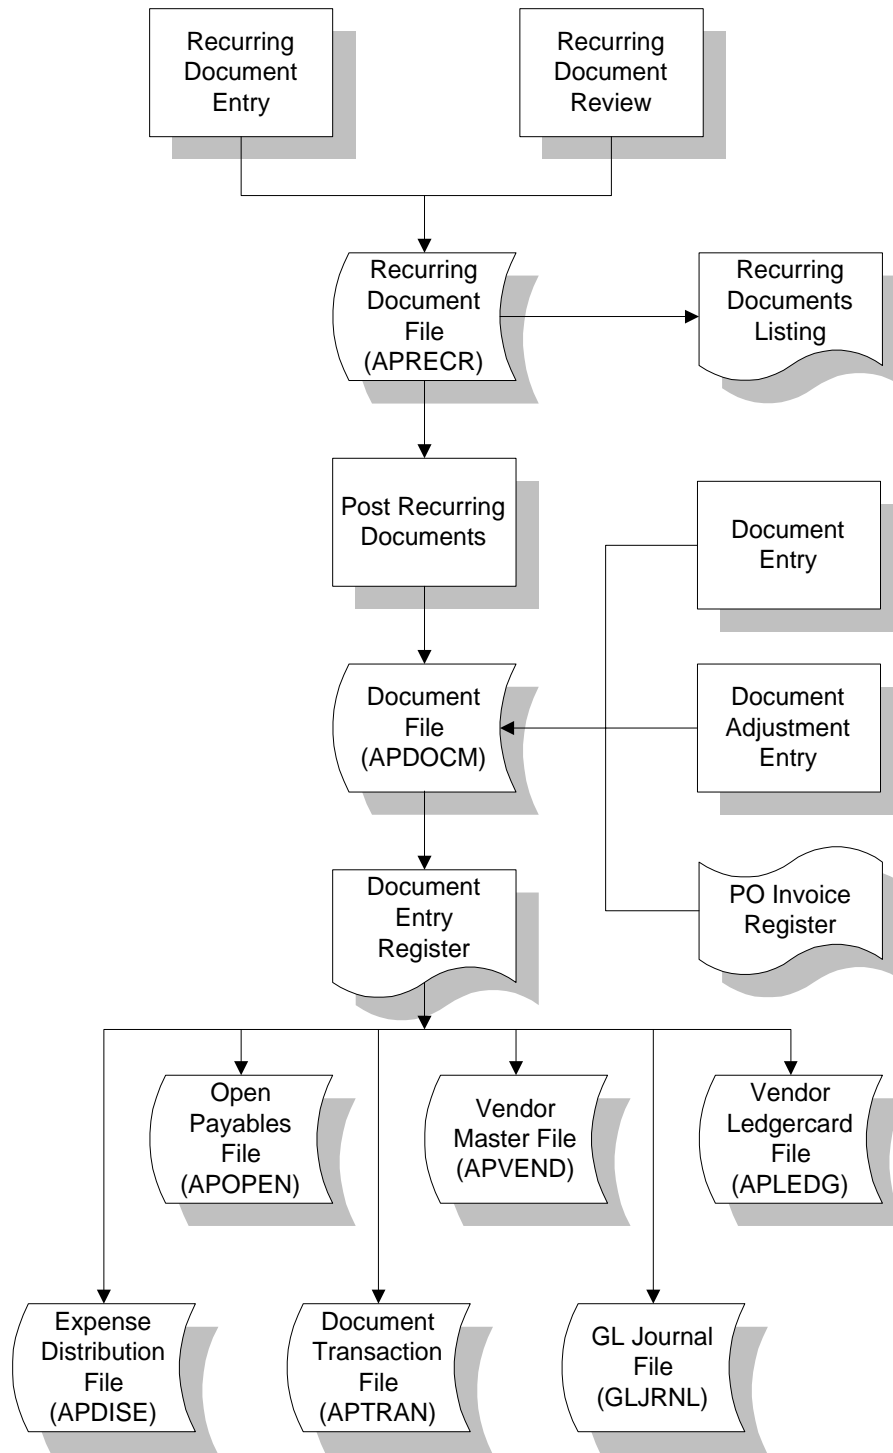 Recurring
Document
Entry
Recurring
Document
Review
Recurring
Document
File
(APRECR)
Recurring
Documents
Listing
Post Recurring
Documents
Document
Entry
Document
File
(APDOCM)
Document
Adjustment
Entry
Document
Entry
Register
PO Invoice
Register
Open
Payables
File
(APOPEN)
Vendor
Master File
(APVEND)
Vendor
Ledgercard
File
(APLEDG)
Expense
Distribution
File
(APDISE)
Document
Transaction
File
(APTRAN)
GL Journal
File
(GLJRNL)